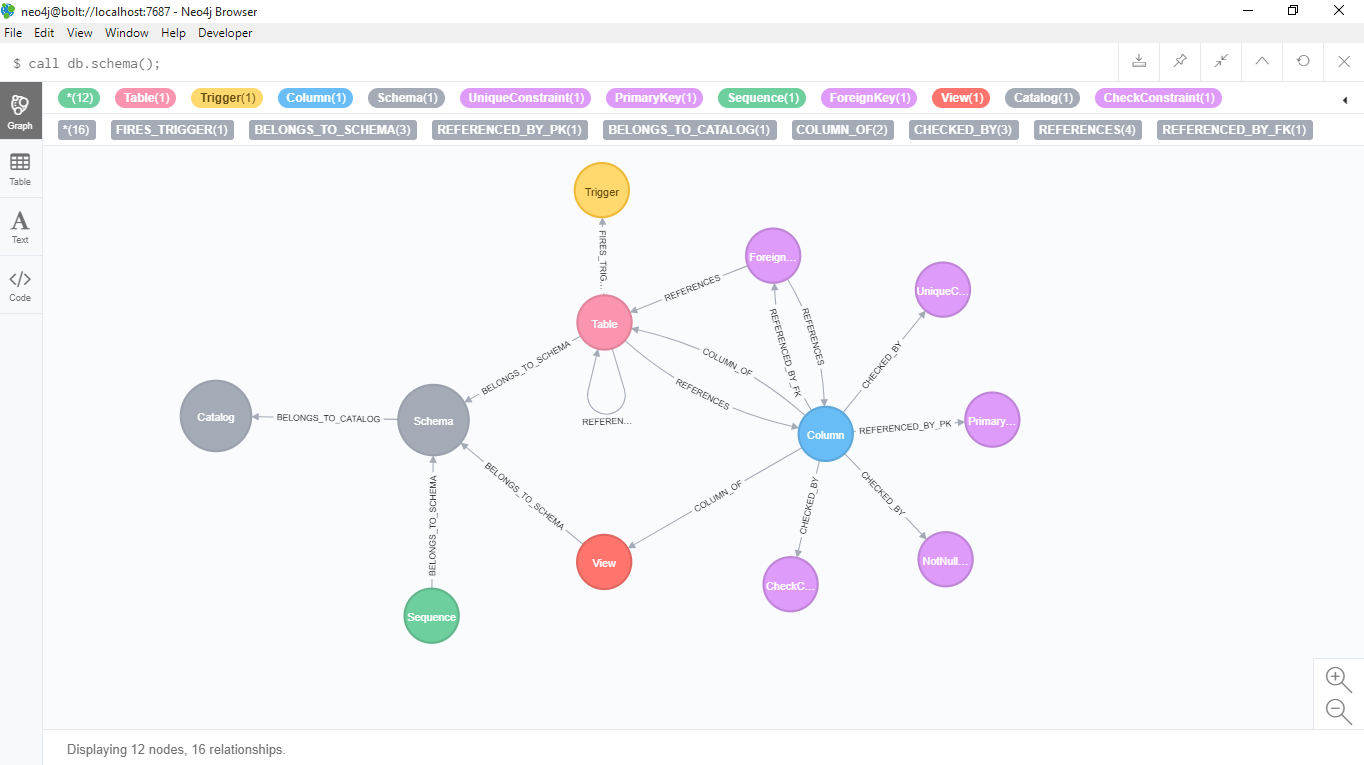 neo4j@bolt://localhost:7687 - Neo4j Browser
File Edit View Window Help Developer
$ call db.schema();
*(12) Table(1) Trigger(1) Column(1) Schema(1) UniqueConstraint(1) PrimaryKey(1) Sequence(1) ForeignKey(1) View(1) Catalog(1) CheckConstraint(1)
*(16) FIRES_TRIGGER(1) BELONGS_TO_SCHEMA(3) REFERENCED_BY_PK(1) BELONGS_TO_CATALOG(1) COLUMN_OF(2) CHECKED_BY(3) REFERENCES(4) REFERENCED_BY_FK(1)
Graph
Table
Text
Code
Trigger
FIRES_TRIG...
Foreign...
REFERENCES
REFERENCES
REFERENCED_BY_FK
UniqueC...
Table
COLUMN_OF
REFERENCES
CHECKED_BY
BELONGS_TO_SCHEMA
REFEREN...
Catalog
BELONGS_TO_CATALOG
Schema
Column
REFERENCED_BY_PK
Primary...
BELONGS_TO_SCHEMA
BELONGS_TO_SCHEMA
COLUMN_OF
CHECKED_BY
CHECKED_BY
View
CheckC...
NotNull...
Sequence
Displaying 12 nodes, 16 relationships.